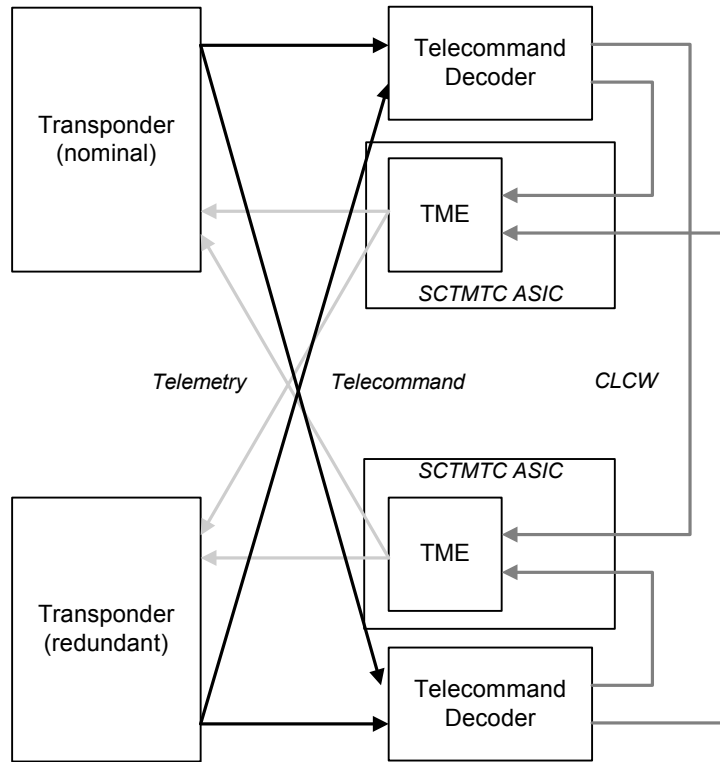 Telecommand
Decoder
Transponder
(nominal)
TME
SCTMTC ASIC
Telemetry
Telecommand
CLCW
SCTMTC ASIC
TME
Transponder
(redundant)
Telecommand
Decoder